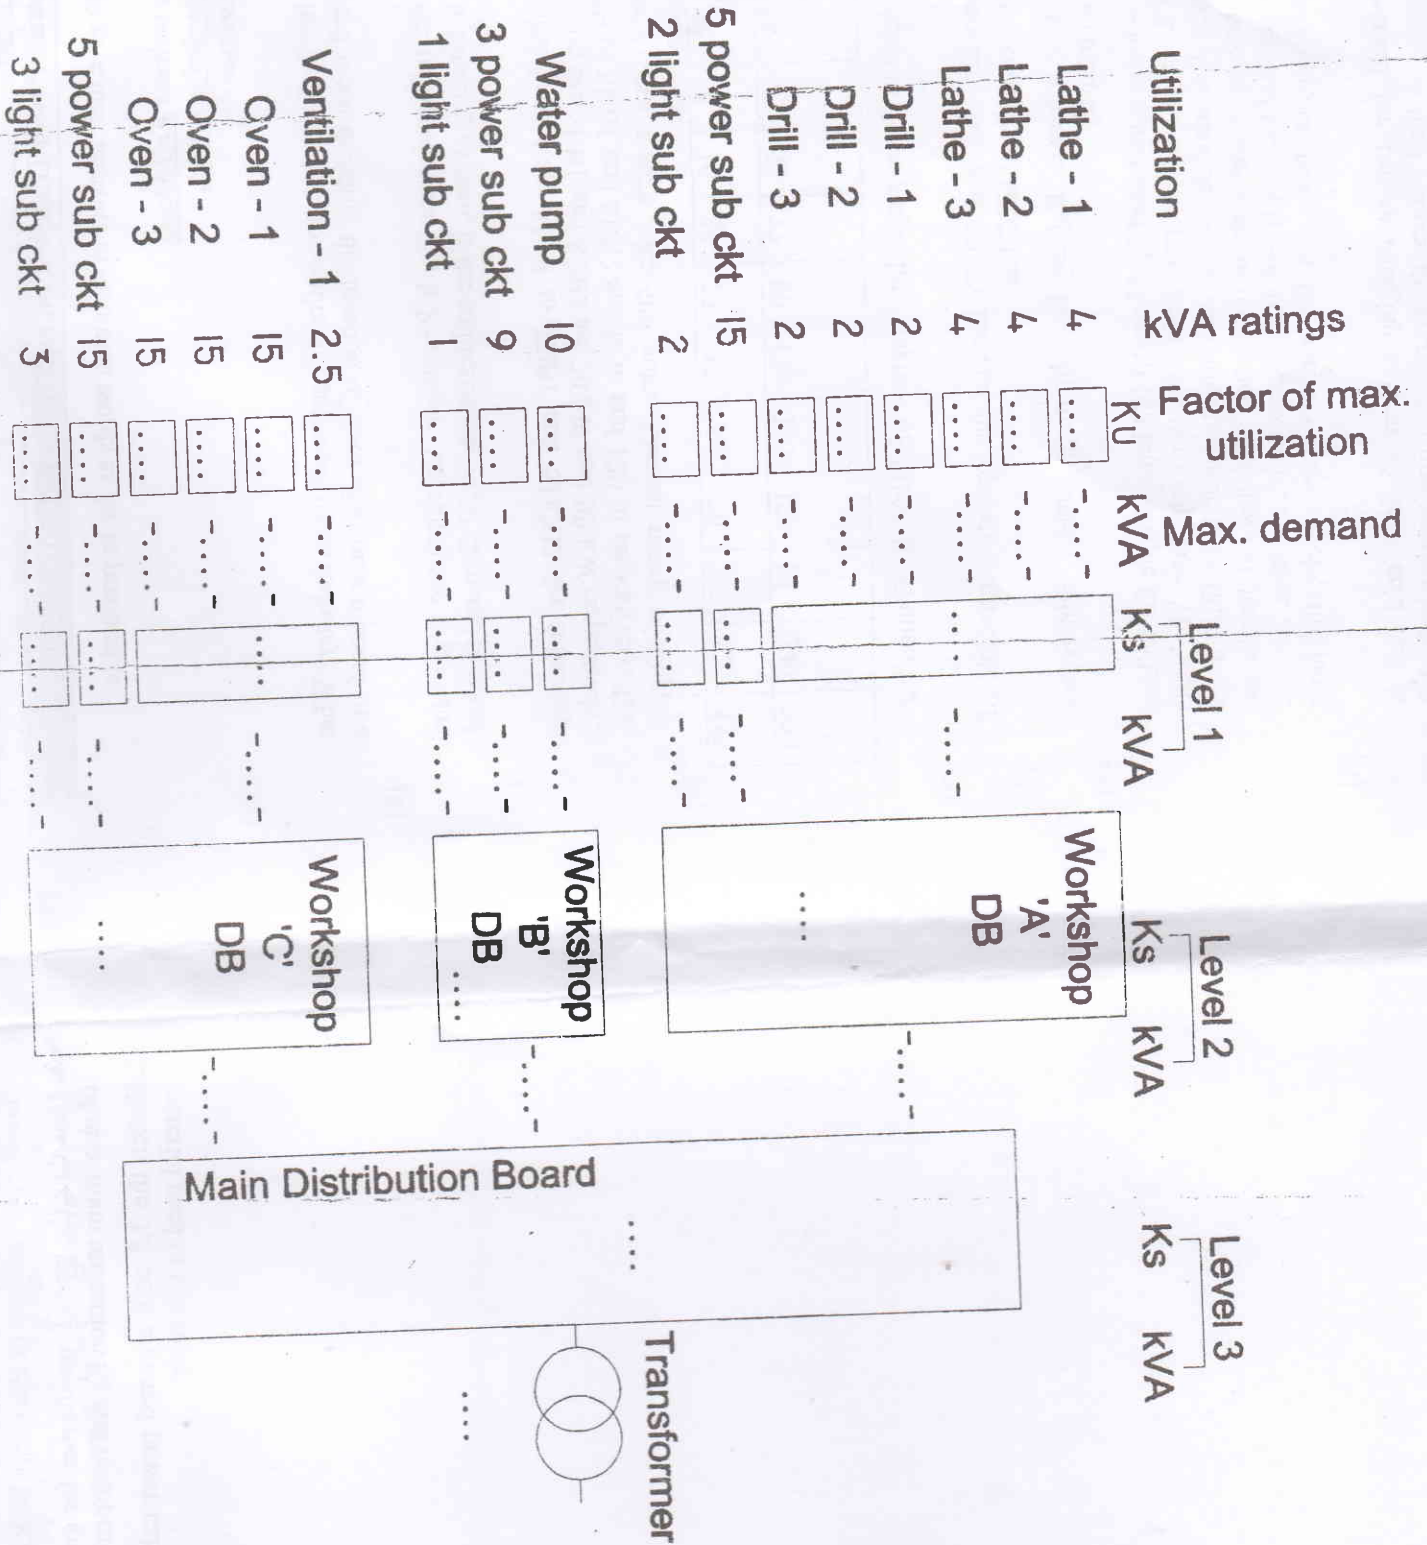 Utilization kVA ratings Factor of max. utilization Max. demand Level 1 Level 2 Level 3
Ku kVA Ks kVA Ks kVA Ks kVA
Lathe - 1 4 .... -....-
Lathe - 2 4 .... -....-
Lathe - 3 4 .... -....- .... -....-
Drill - 1 2 .... -....-
Drill - 2 2 .... -....-
Drill - 3 2 .... -....-
5 power sub ckt 15 .... -....- .... -....-
2 light sub ckt 2 .... -....- .... -....-
Workshop
'A'
DB
....
-....-
Water pump 10 .... -....- .... -....-
3 power sub ckt 9 .... -....- .... -....-
1 light sub ckt 1 .... -....- .... -....-
Workshop
'B'
DB
....
-....-
Ventilation - 1 2.5 .... -....-
Oven - 1 15 .... -....- .... -....-
Oven - 2 15 .... -....-
Oven - 3 15 .... -....-
5 power sub ckt 15 .... -....- .... -....-
3 light sub ckt 3 .... -....- .... -....-
Workshop
'C'
DB
....
-....-
Main Distribution Board
....
Transformer
....